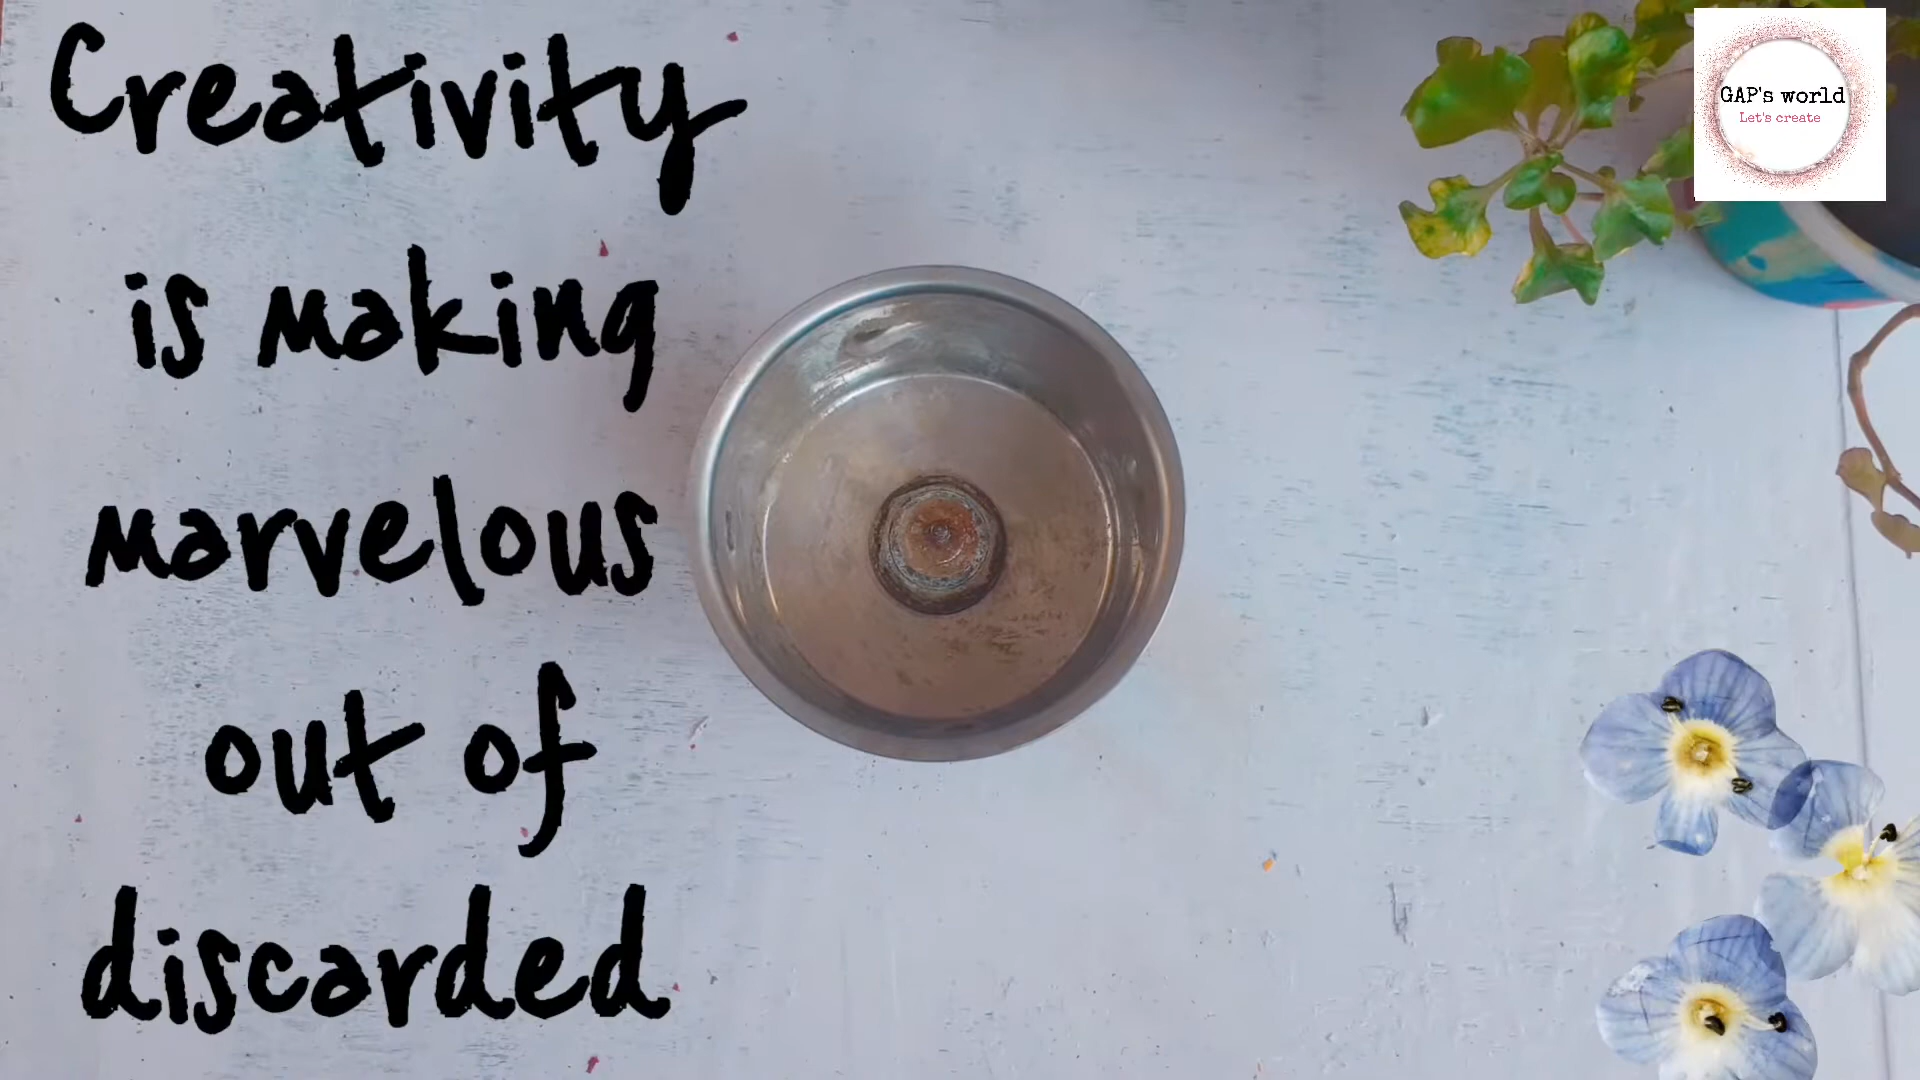 Creativity
is making
marvelous
out of
discarded
GAP's world
Let's create